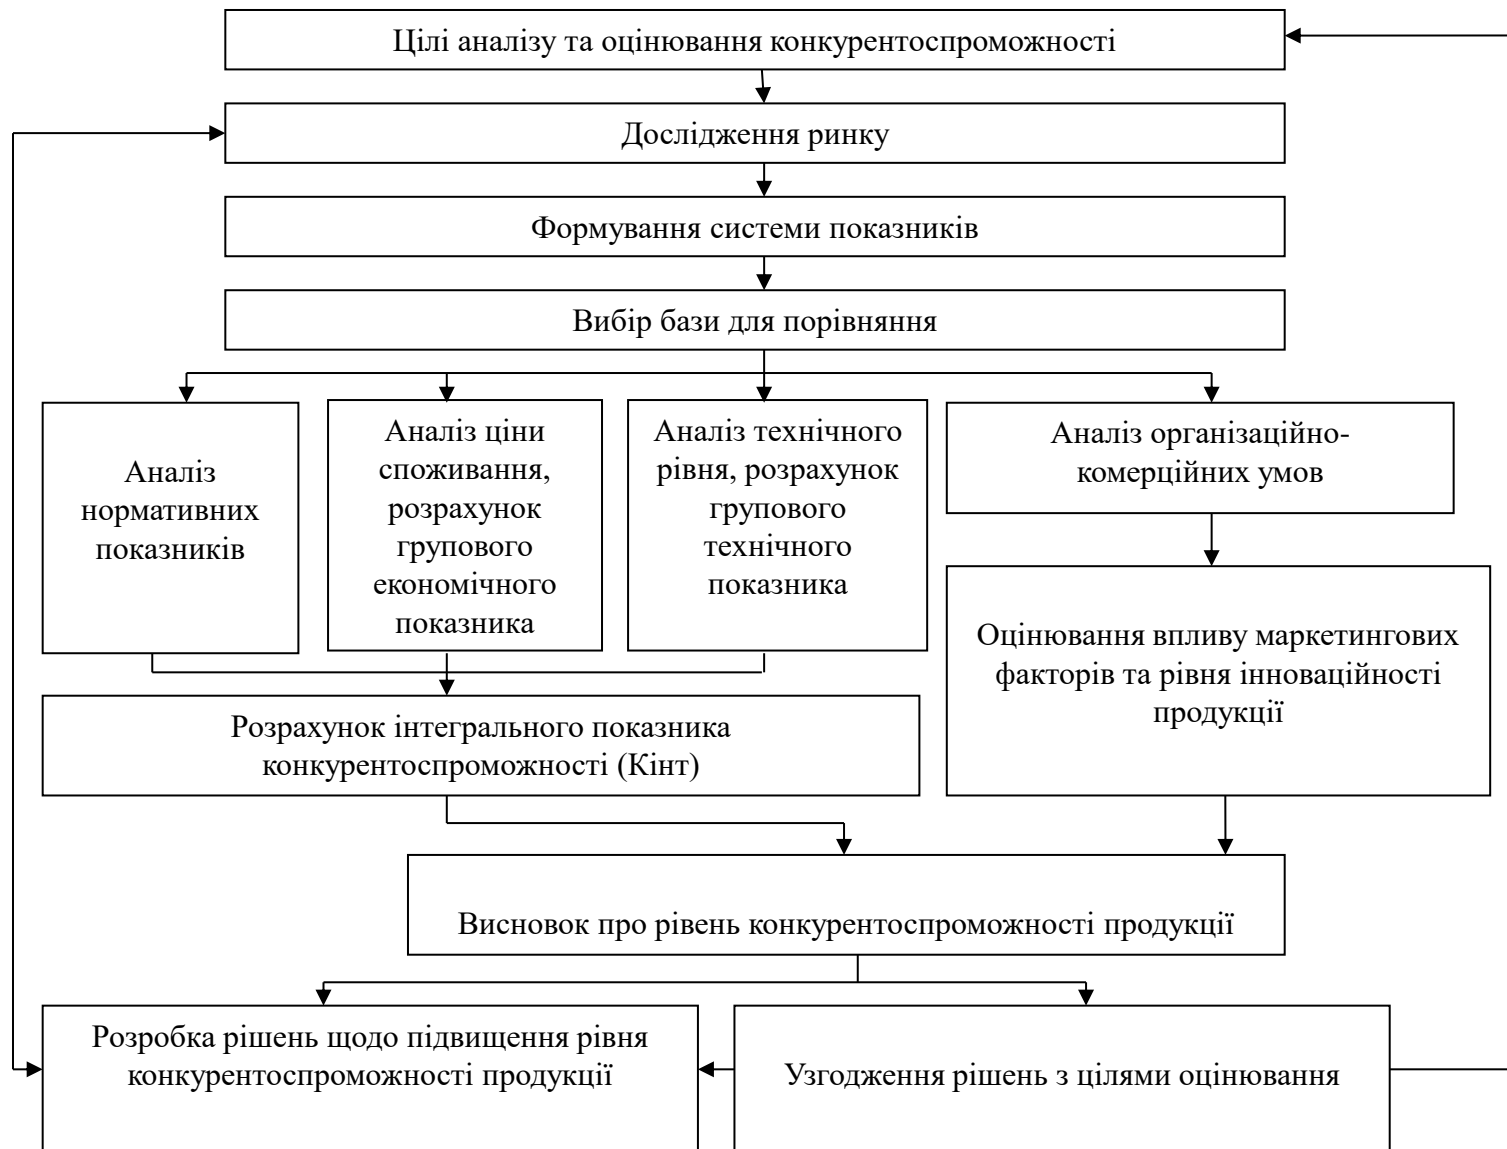 Цілі аналізу та оцінювання конкурентоспроможності
Дослідження ринку
Формування системи показників
Вибір бази для порівняння
Аналіз
нормативних
показників
Аналіз ціни
споживання,
розрахунок
групового
економічного
показника
Аналіз технічного
рівня, розрахунок
групового
технічного
показника
Аналіз організаційно-
комерційних умов
Оцінювання впливу маркетингових
факторів та рівня інноваційності
продукції
Розрахунок інтегрального показника
конкурентоспроможності (Кінт)
Висновок про рівень конкурентоспроможності продукції
Розробка рішень щодо підвищення рівня
конкурентоспроможності продукції
Узгодження рішень з цілями оцінювання